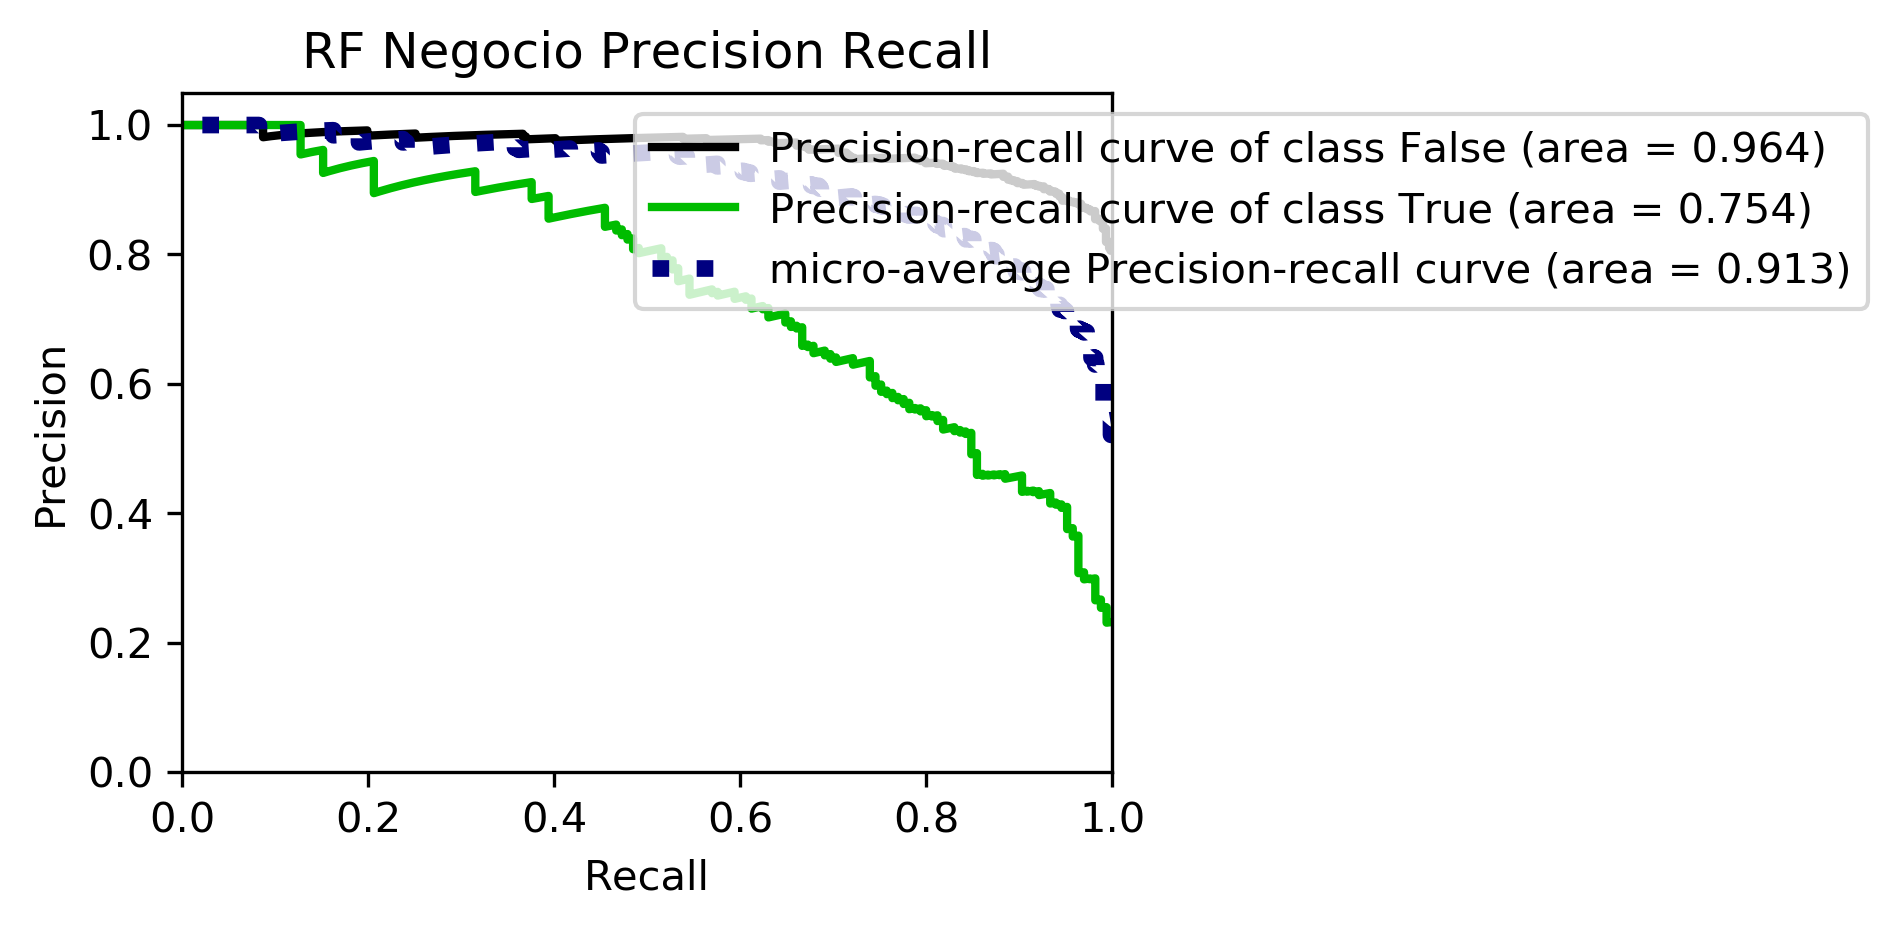 RF Negocio Precision Recall
Precision-recall curve of class False (area = 0.964)
Precision-recall curve of class True (area = 0.754)
micro-average Precision-recall curve (area = 0.913)
1.0
0.8
0.6
0.4
0.2
0.0
Precision
0.0 0.2 0.4 0.6 0.8 1.0
Recall